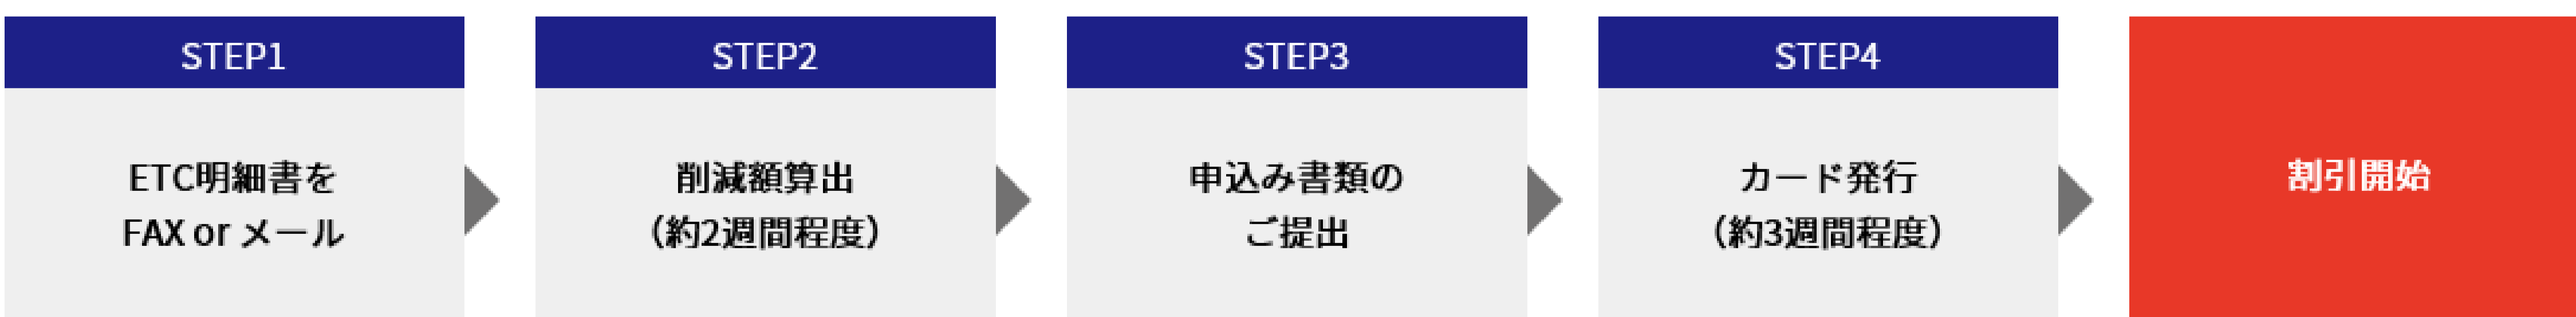 STEP1
ETC明細書を
FAX or メール
STEP2
削減額算出
（約2週間程度）
STEP3
申込み書類の
ご提出
STEP4
カード発行
（約3週間程度）
割引開始